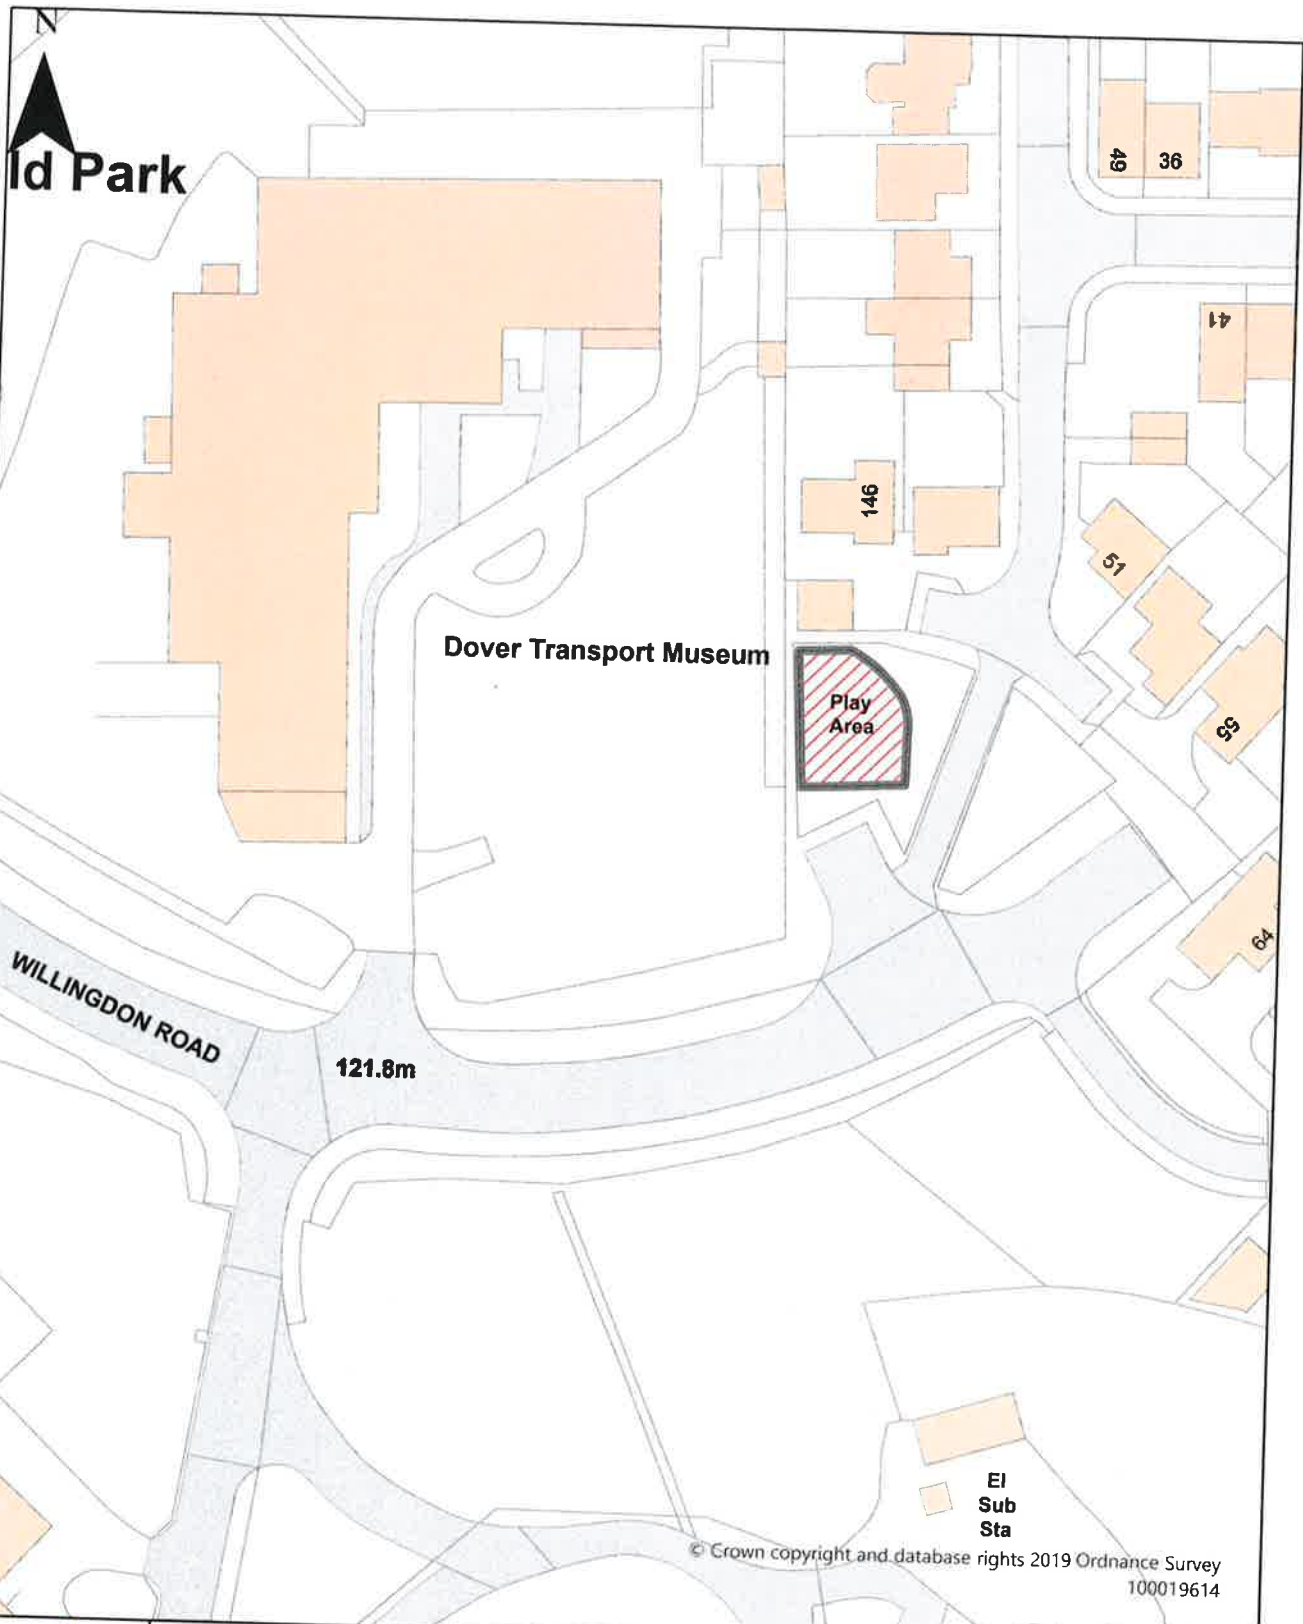 N
ld Park
49
36
41
146
51
Dover Transport Museum
Play
Area
55
64
WILLINGDON ROAD
121.8m
El
Sub
Sta
© Crown copyright and database rights 2019 Ordnance Survey
100019614